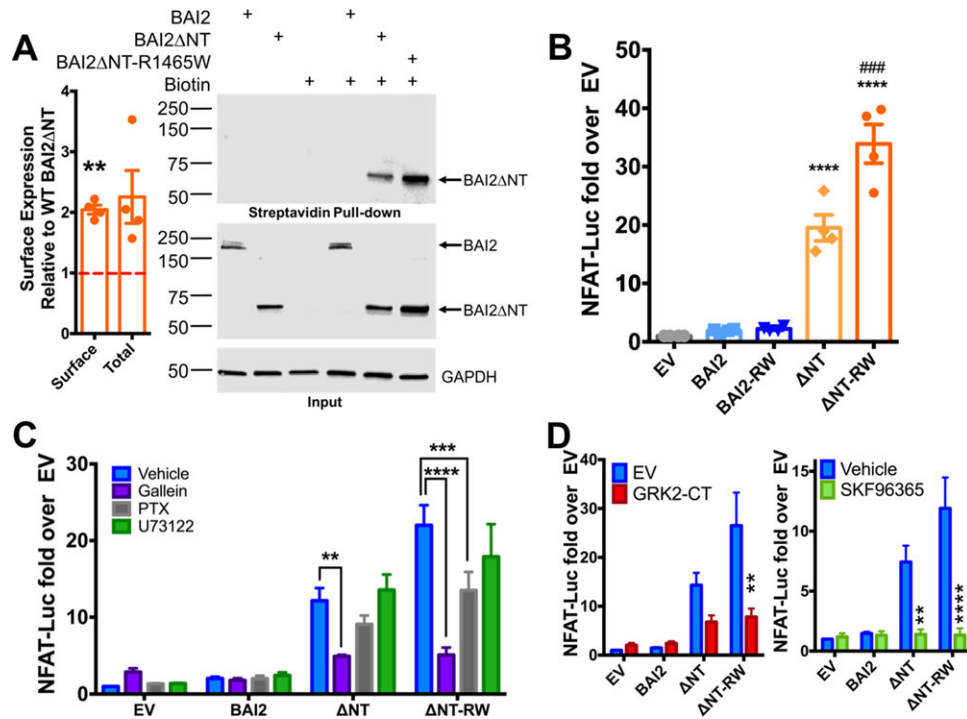 A
BAI2 + +
BAI2ΔNT + +
BAI2ΔNT-R1465W +
Biotin + + + +
Surface Expression
Relative to WT BAI2ΔNT
4
3
2
1
0
**
Surface
Total
250
150
75
50
BAI2ΔNT
Streptavidin Pull-down
250
150
75
50
BAI2
BAI2ΔNT
50
GAPDH
Input
B
NFAT-Luc fold over EV
50
40
30
20
10
0
****
###
****
EV
BAI2
BAI2-RW
ΔNT
ΔNT-RW
C
NFAT-Luc fold over EV
30
20
10
0
Vehicle
Gallein
PTX
U73122
**
***
****
EV BAI2 ΔNT ΔNT-RW
D
NFAT-Luc fold over EV
40
30
20
10
0
EV
GRK2-CT
**
EV
BAI2
ΔNT
ΔNT-RW
NFAT-Luc fold over EV
15
10
5
0
Vehicle
SKF96365
**
****
EV
BAI2
ΔNT
ΔNT-RW